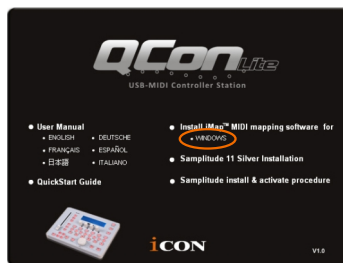 QCon Lite
USB-MIDI Controller Station
User Manual
ENGLISH
DEUTSCHE
FRANÇAIS
ESPAÑOL
日本語
ITALIANO
QuickStart Guide
Install iMap™ MIDI mapping software for
WINDOWS
Samplitude 11 Silver Installation
Samplitude install & activate procedure
iCON
V1.0